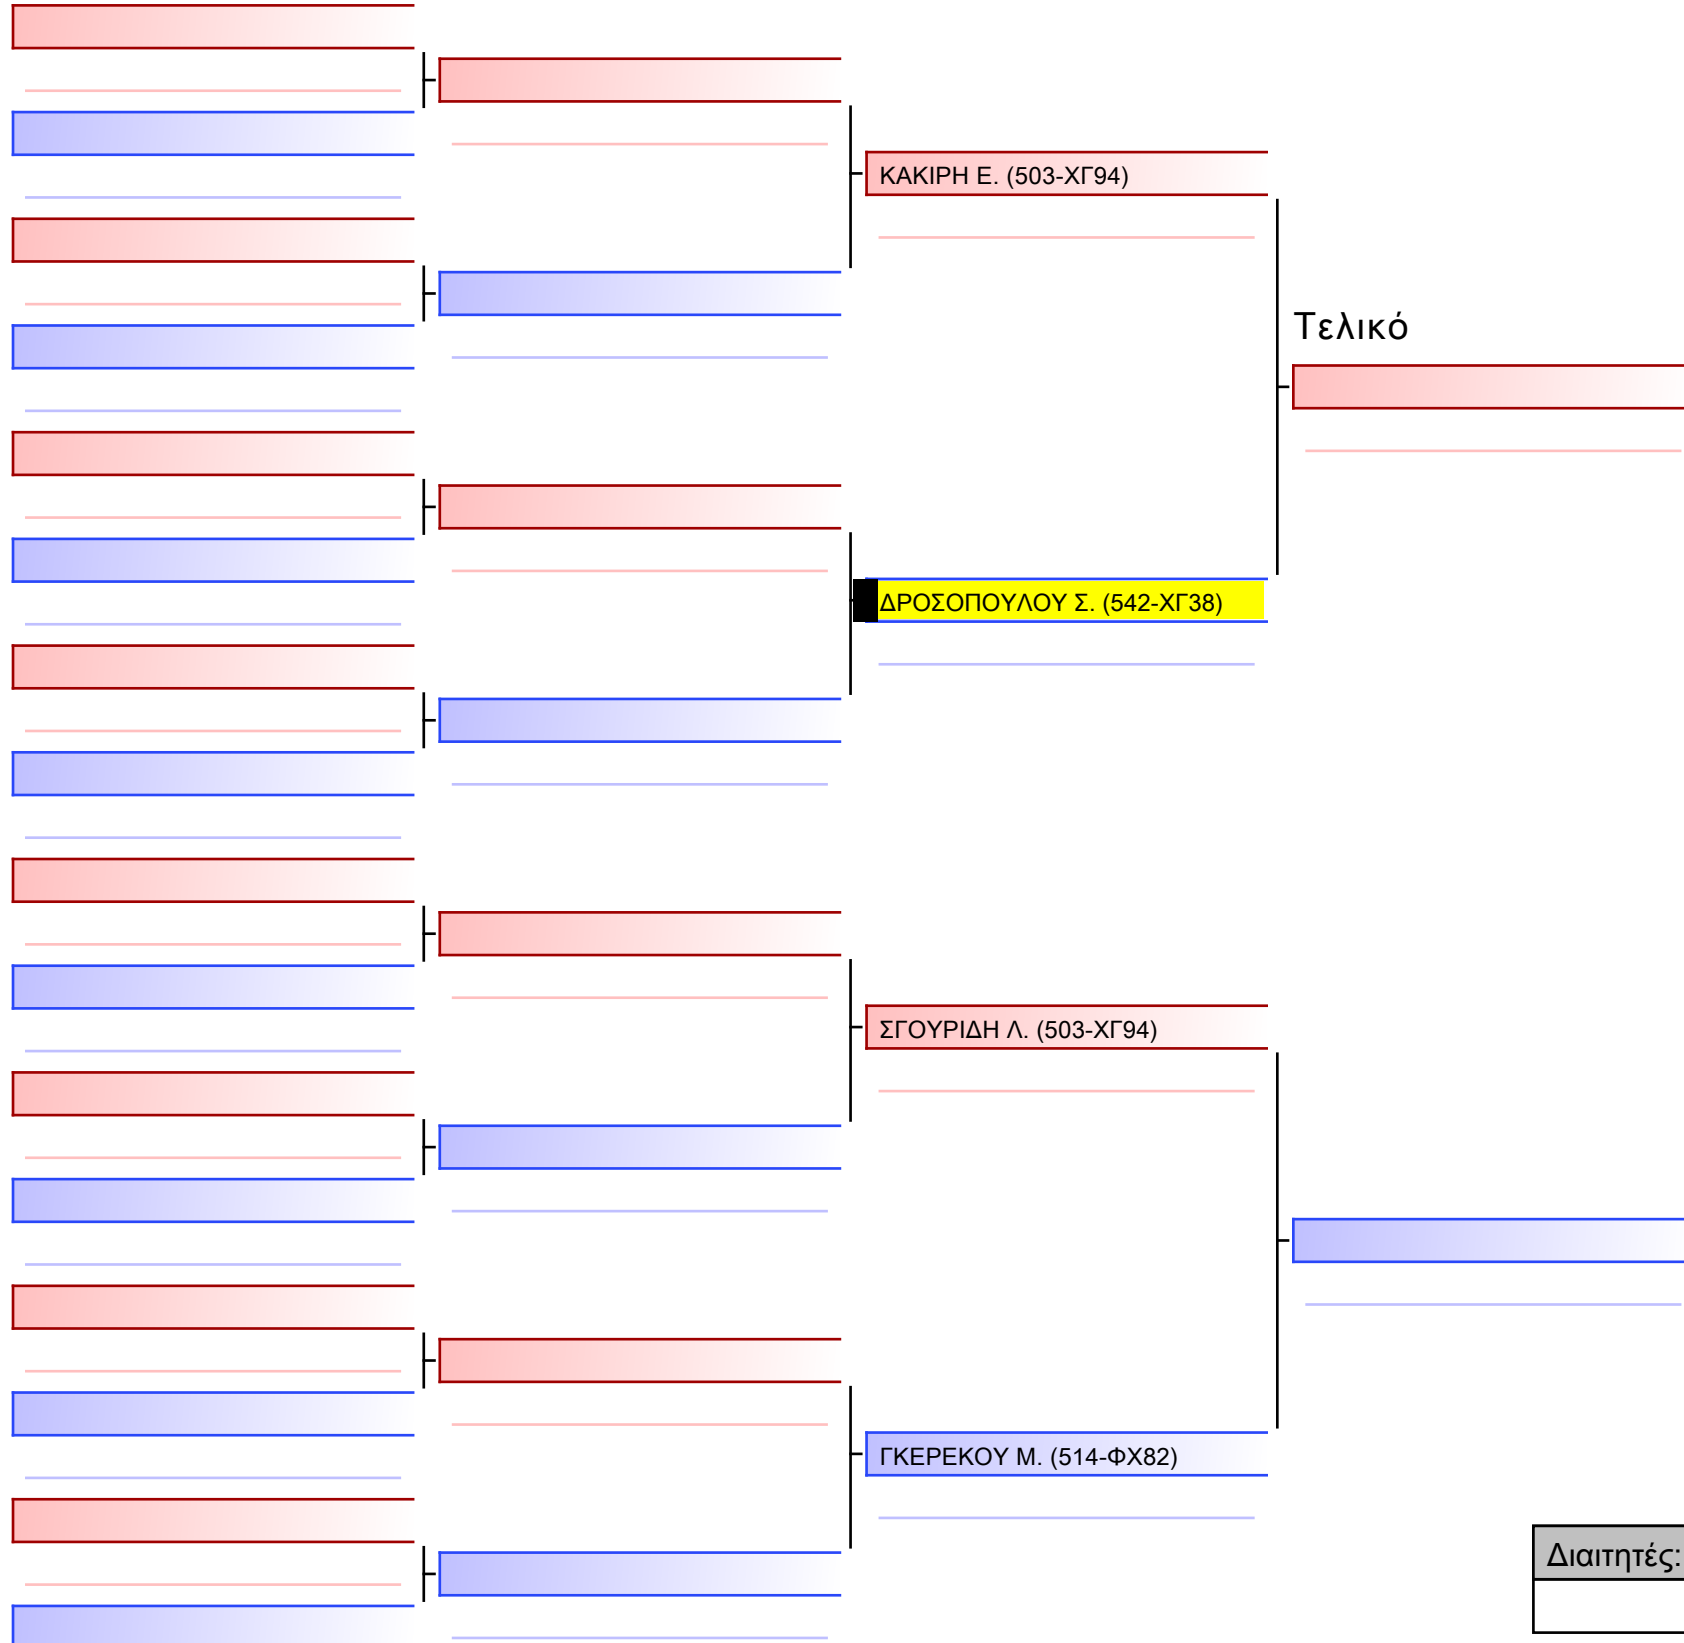 ΚΑΚΙΡΗ Ε. (503-ΧΓ94)
Τελικό
ΔΡΟΣΟΠΟΥΛΟΥ Σ. (542-ΧΓ38)
ΣΓΟΥΡΙΔΗ Λ. (503-ΧΓ94)
ΓΚΕΡΕΚΟΥ Μ. (514-ΦΧ82)
Διαιτητές: